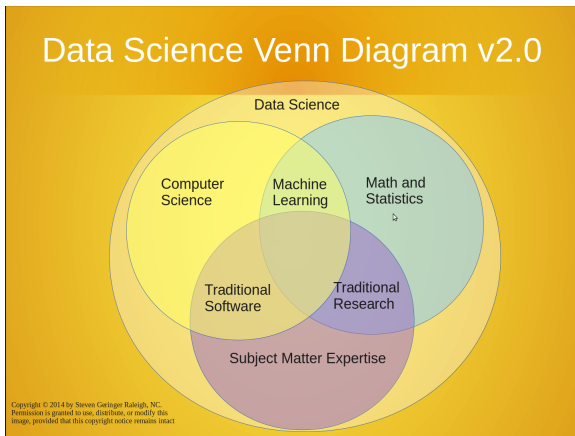 Data Science Venn Diagram v2.0
Data Science
Computer
Science
Machine
Learning
Math and
Statistics
Traditional
Software
Traditional
Research
Subject Matter Expertise
Copyright © 2014 by Steven Geringer Raleigh, NC.
Permission is granted to use, distribute, or modify this
image, provided that this copyright notice remains intact